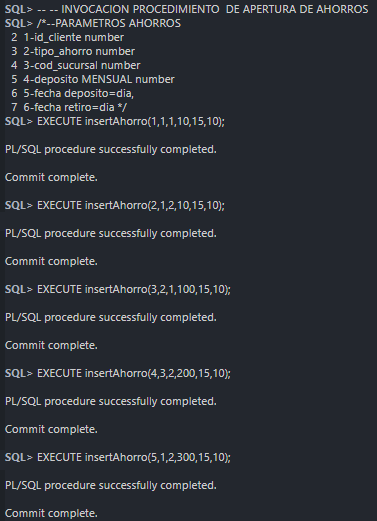 SQL> -- -- INVOCACION PROCEDIMIENTO  DE APERTURA DE AHORROS
SQL> /*--PARAMETROS AHORROS
2 1-id_cliente number
3 2-tipo_ahorro number
4 3-cod_sucursal number
5 4-deposito MENSUAL number
6 5-fecha deposito=dia,
7 6-fecha retiro=dia */
SQL> EXECUTE insertAhorro(1,1,1,10,15,10);
PL/SQL procedure successfully completed.
Commit complete.
SQL> EXECUTE insertAhorro(2,1,2,10,15,10);
PL/SQL procedure successfully completed.
Commit complete.
SQL> EXECUTE insertAhorro(3,2,1,100,15,10);
PL/SQL procedure successfully completed.
Commit complete.
SQL> EXECUTE insertAhorro(4,3,2,200,15,10);
PL/SQL procedure successfully completed.
Commit complete.
SQL> EXECUTE insertAhorro(5,1,2,300,15,10);
PL/SQL procedure successfully completed.
Commit complete.